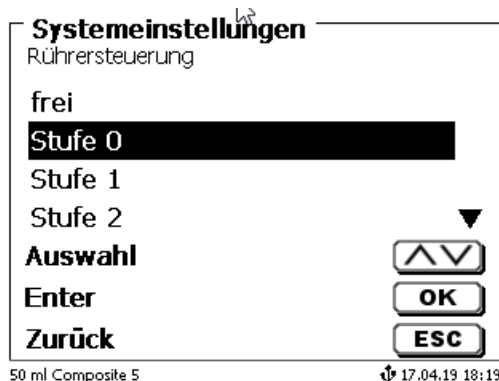 Systemeinstellungen
Rührersteuerung
frei
Stufe 0
Stufe 1
Stufe 2
Auswahl
Enter OK
Zurück ESC
50 ml Composite 5 17.04.19 18:19